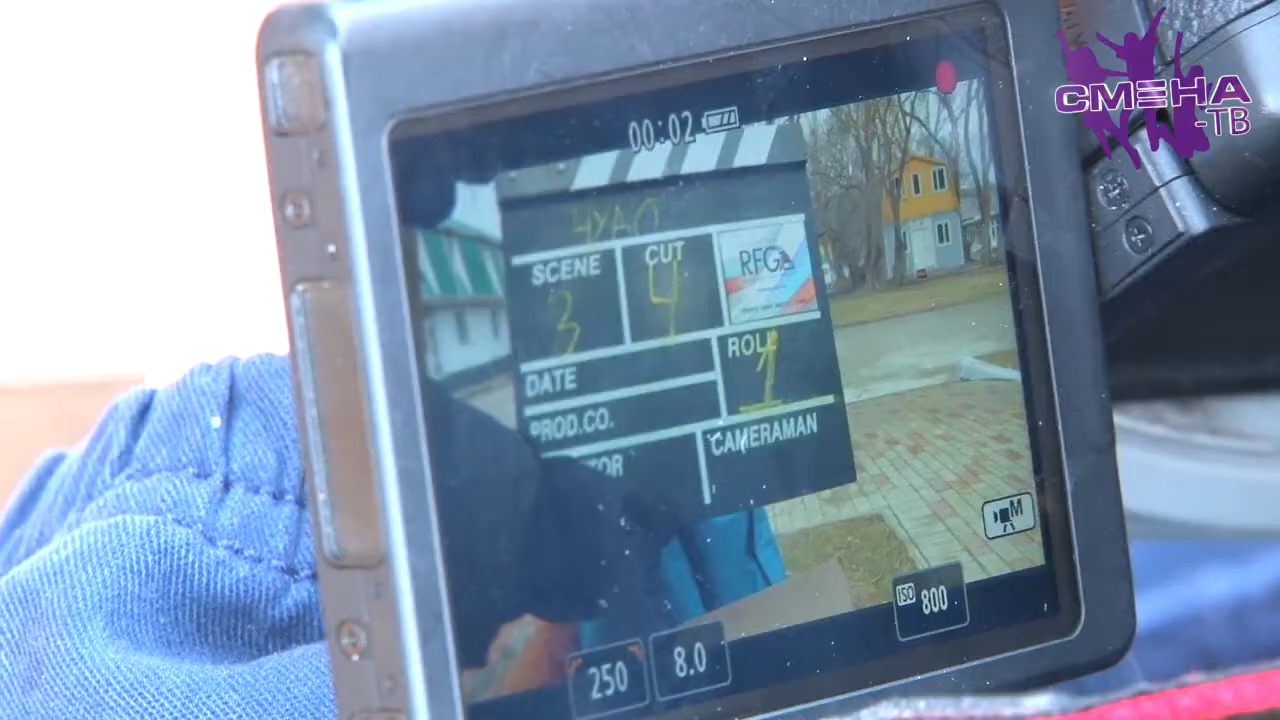 СМЕНА
-ТВ
00:02
SCENE
CUT
RFG
3
4
ROLL
1
DATE
PROD.CO.
CAMERAMAN
M
ISO 800
250
8.0